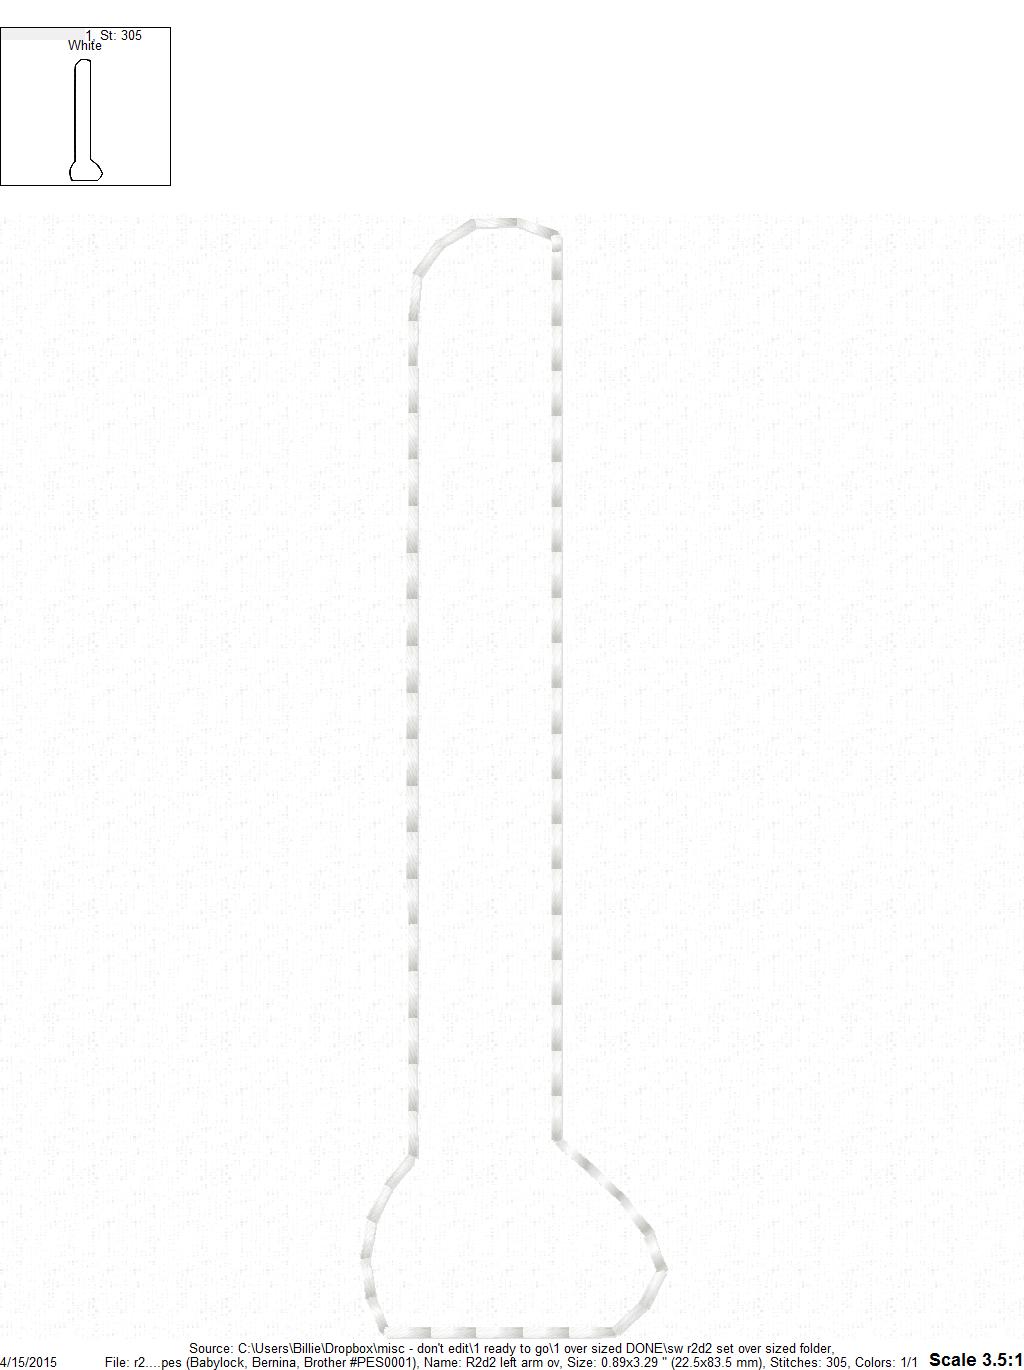 1, St: 305
White
Source: C:\Users\Billie\Dropbox\misc - don't edit\1 ready to go\1 over sized DONE\sw r2d2 set over sized folder,
4/15/2015 File: r2....pes (Babylock, Bernina, Brother #PES0001), Name: R2d2 left arm ov, Size: 0.89x3.29 " (22.5x83.5 mm), Stitches: 305, Colors: 1/1 Scale 3.5:1